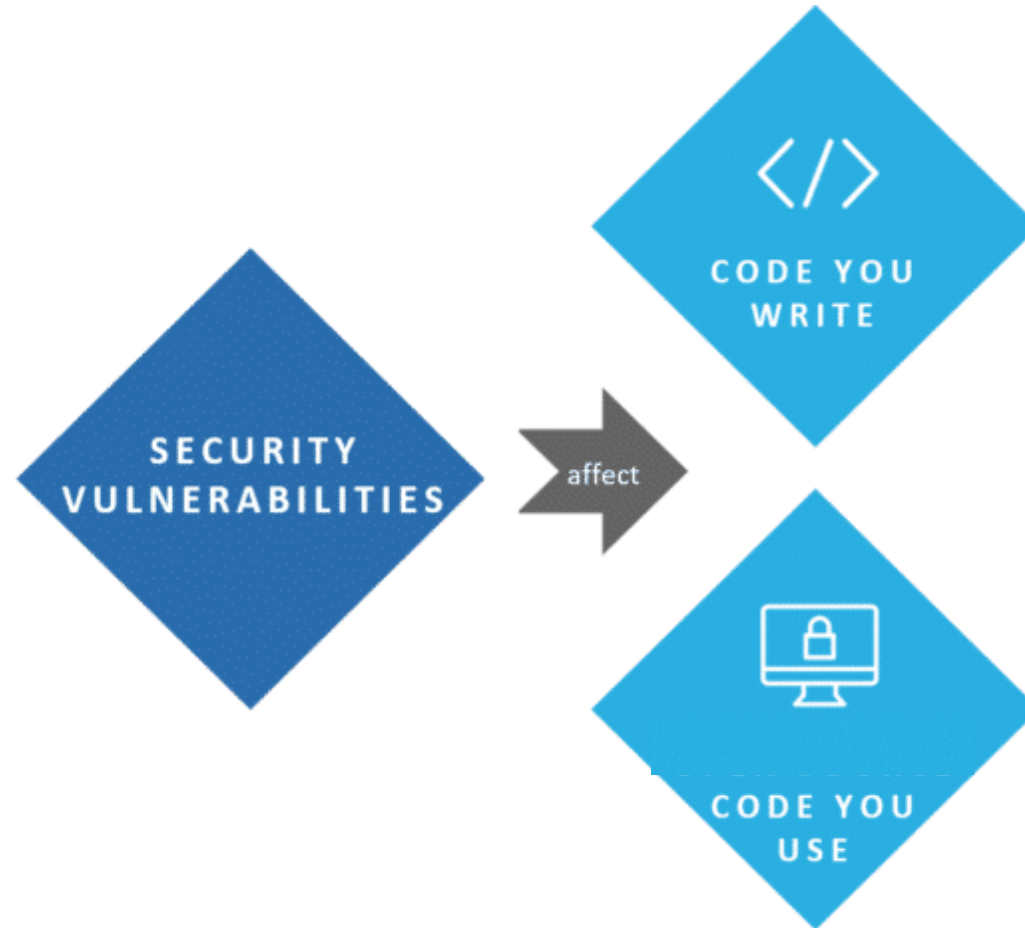 SECURITY
VULNERABILITIES
affect
CODE YOU
WRITE
CODE YOU
USE